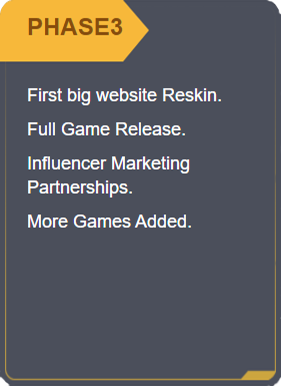 PHASE3
First big website Reskin.
Full Game Release.
Influencer Marketing
Partnerships.
More Games Added.